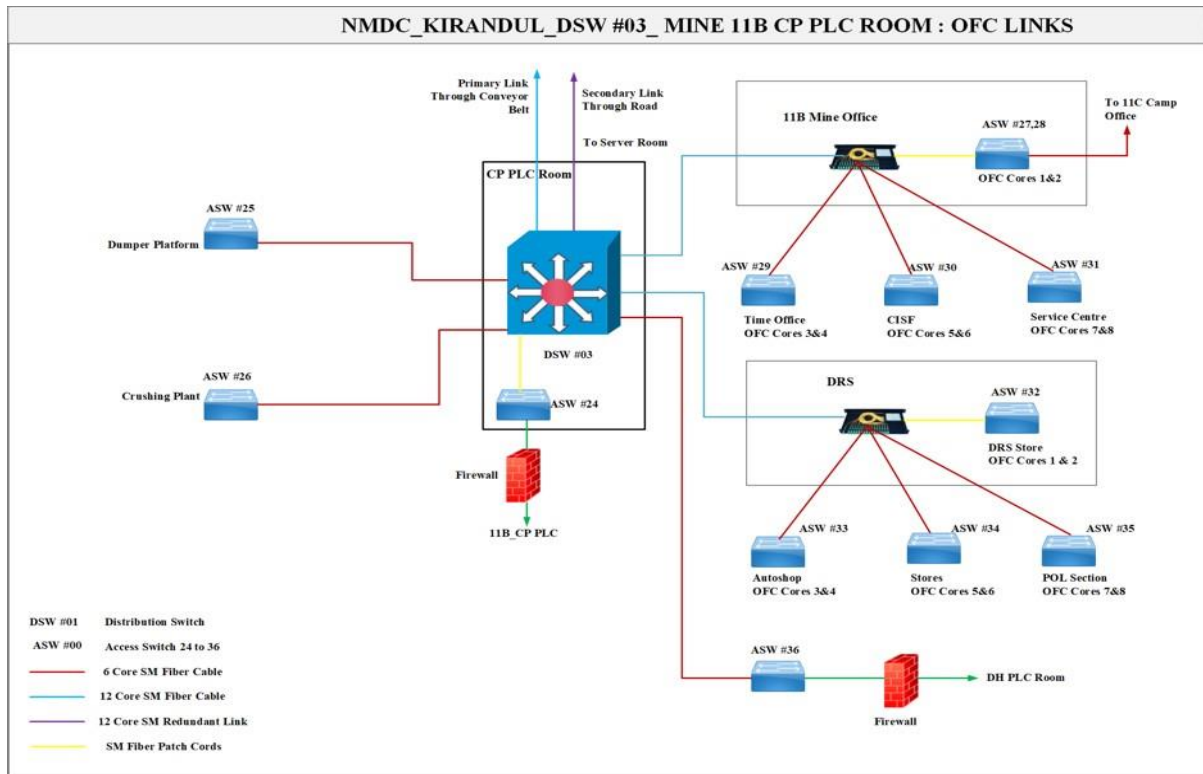 NMDC_KIRANDUL_DSW #03_ MINE 11B CP PLC ROOM : OFC LINKS
Primary Link
Through Conveyor
Belt
Secondary Link
Through Road
To Server Room
CP PLC Room
DSW #03
ASW #24
Firewall
11B_CP PLC
ASW #25
Dumper Platform
ASW #26
Crushing Plant
11B Mine Office
ASW #27,28
OFC Cores 1&2
To 11C Camp
Office
ASW #29
Time Office
OFC Cores 3&4
ASW #30
CISF
OFC Cores 5&6
ASW #31
Service Centre
OFC Cores 7&8
DRS
ASW #32
DRS Store
OFC Cores 1 & 2
ASW #33
Autoshop
OFC Cores 3&4
ASW #34
Stores
OFC Cores 5&6
ASW #35
POL Section
OFC Cores 7&8
ASW #36
Firewall
DH PLC Room
DSW #01 Distribution Switch
ASW #00 Access Switch 24 to 36
6 Core SM Fiber Cable
12 Core SM Fiber Cable
12 Core SM Redundant Link
SM Fiber Patch Cords